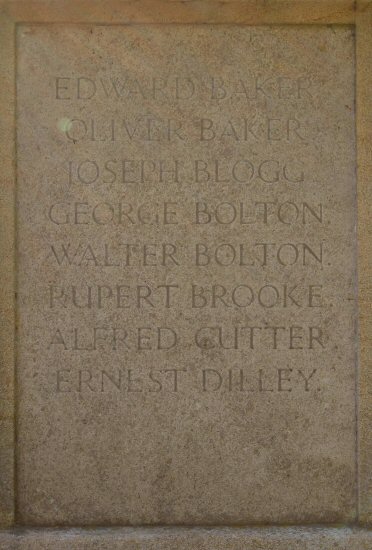 EDWARD BAKER
OLIVER BAKER
JOSEPH BLOGG
GEORGE BOLTON.
WALTER BOLTON.
RUPERT BROOKE.
ALFRED CUTTER
ERNEST DILLEY.